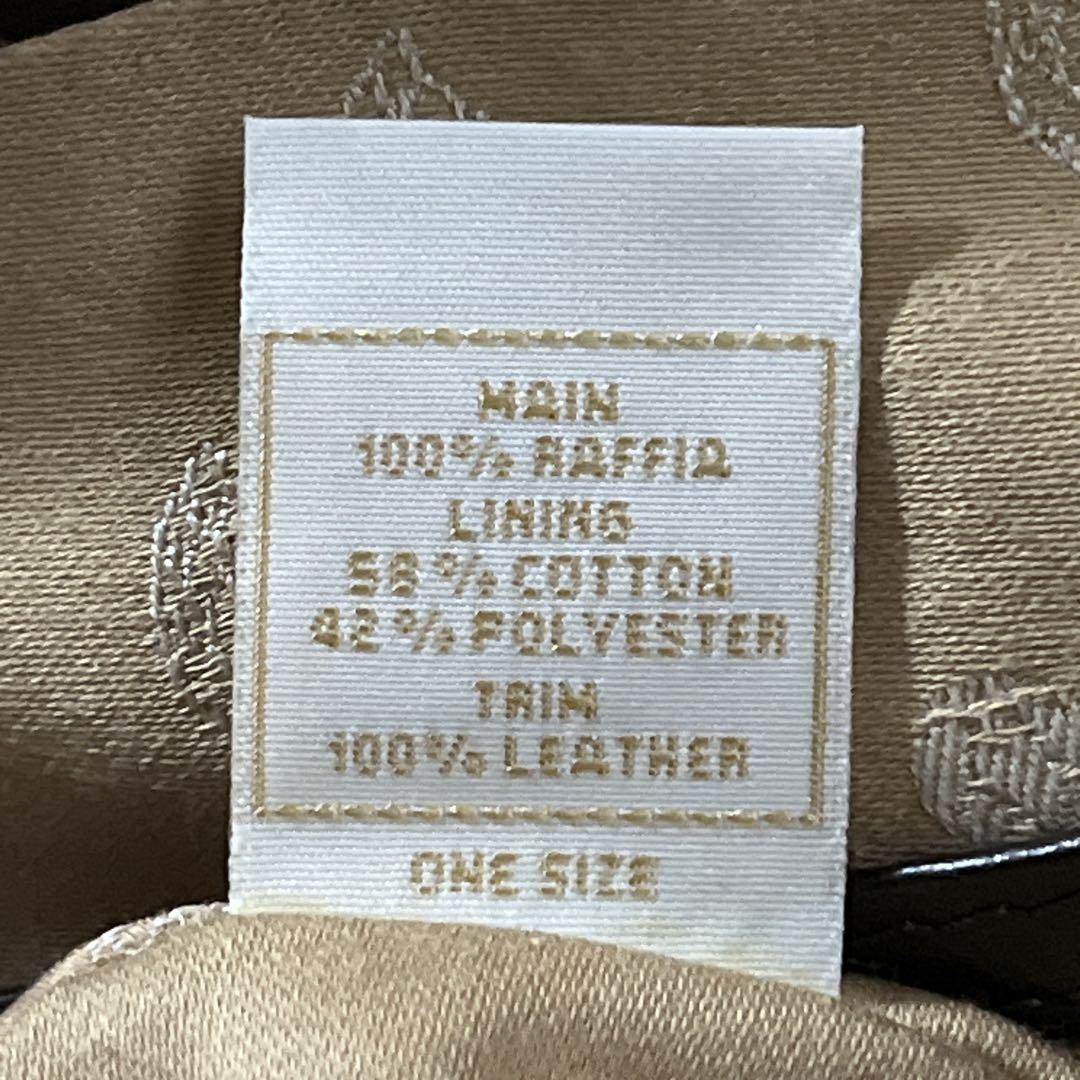 MAIN
100% RAFFIA
LINING
58% COTTON
42% POLYESTER
TRIM
100% LEATHER
ONE SIZE